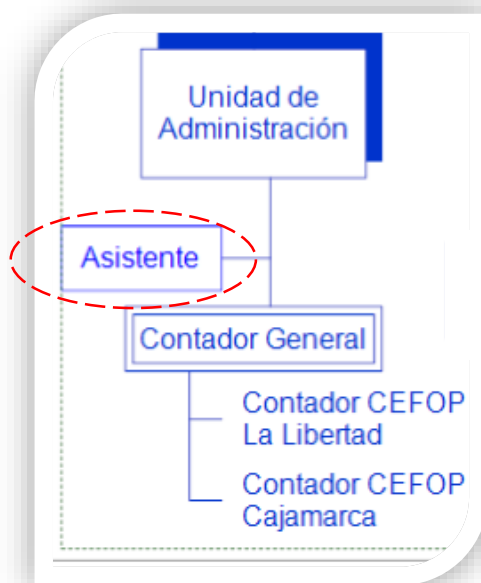 Unidad de
Administración
Asistente
Contador General
Contador CEFOP
La Libertad
Contador CEFOP
Cajamarca